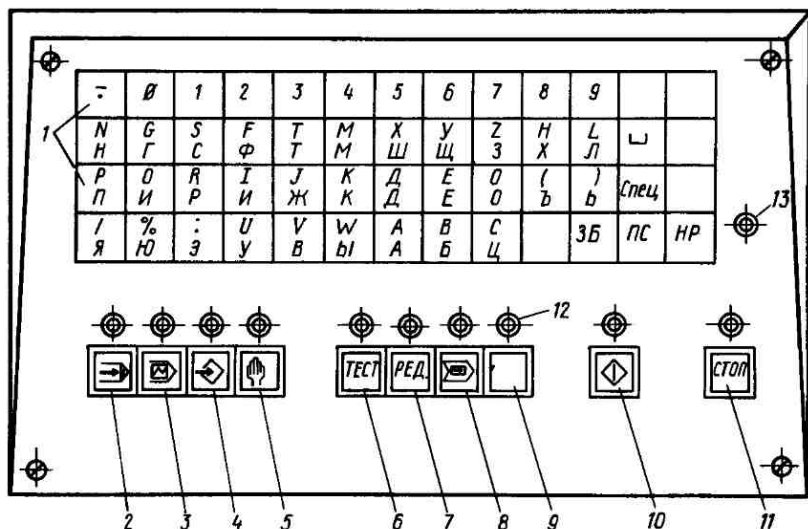 -. Ø 1 2 3 4 5 6 7 8 9
N G S F T M X У Z H L
1
Н Г С Ф Т М Ш Щ З Х Л ␣
P O R I J K Д E O ( )
П И Р И Ж К Д Е О Ъ Ь Спец
13
/ % : U V W A B C
Я Ю Э У В Ы А Б Ц ЗБ ПС НР
12
ТЕСТ РЕД. СТОП
2 3 4 5 6 7 8 9 10 11